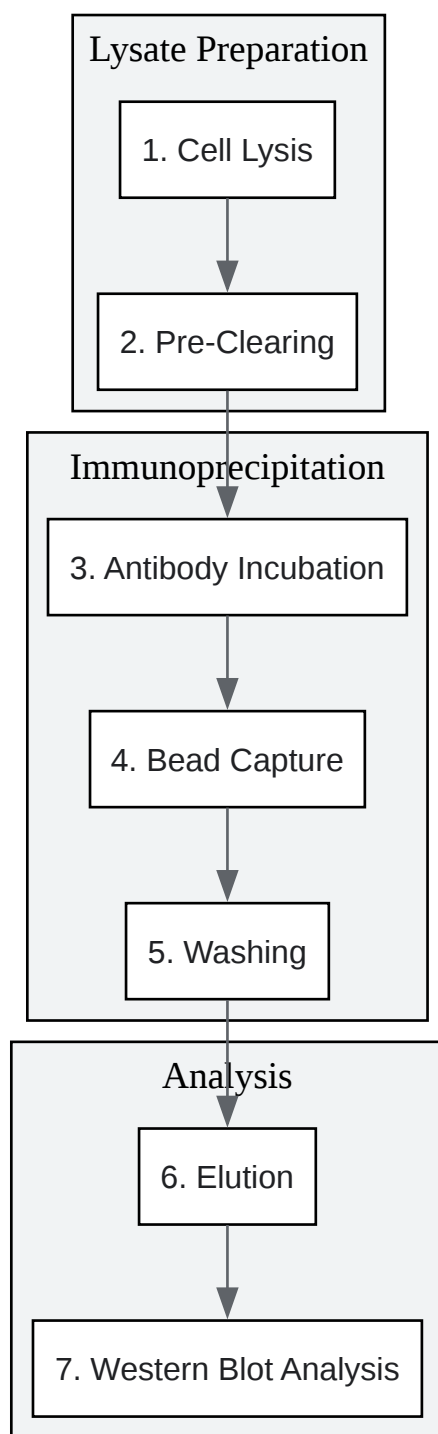 Lysate Preparation
1. Cell Lysis
2. Pre-Clearing
Immunoprecipitation
3. Antibody Incubation
4. Bead Capture
5. Washing
Analysis
6. Elution
7. Western Blot Analysis